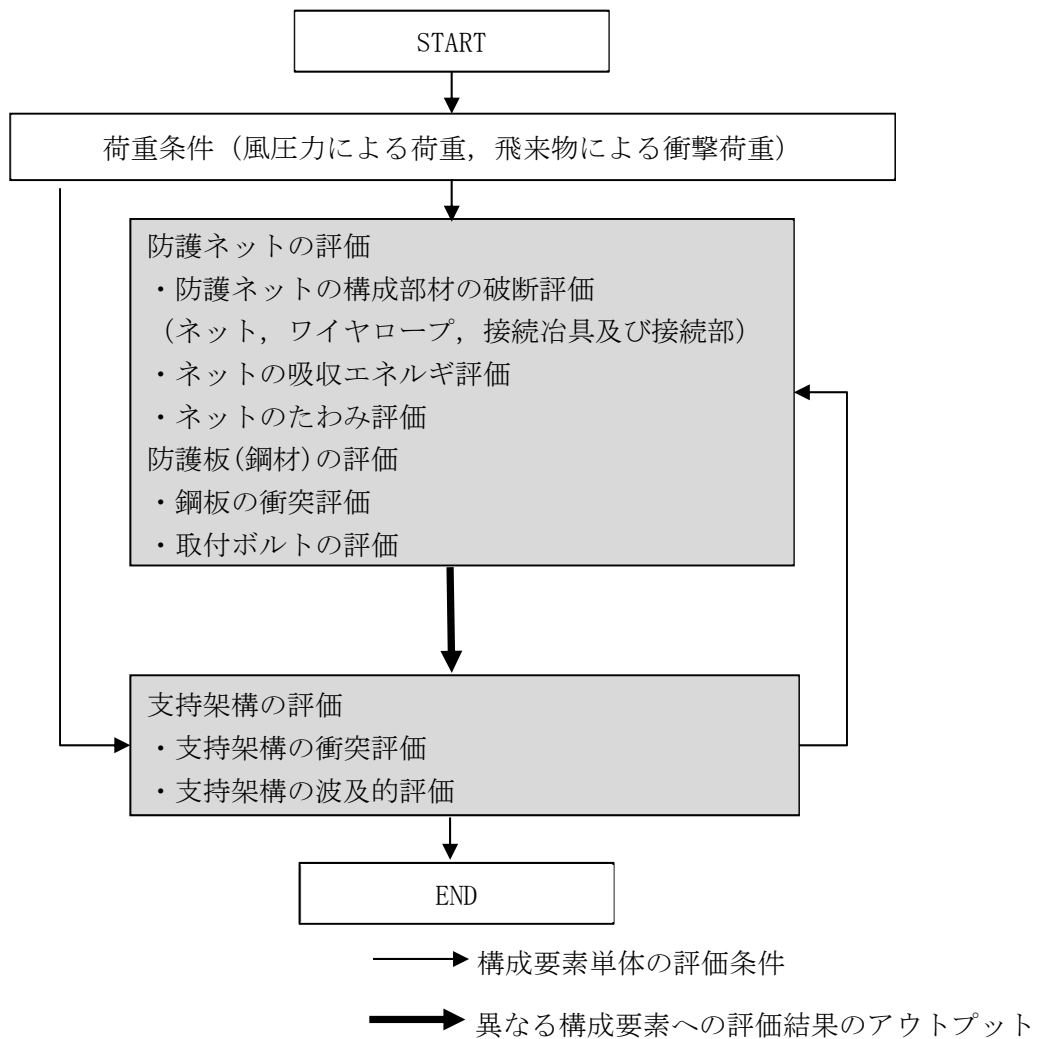 START
荷重条件（風圧力による荷重，飛来物による衝撃荷重）
防護ネットの評価
・防護ネットの構成部材の破断評価
（ネット，ワイヤロープ，接続冶具及び接続部）
・ネットの吸収エネルギ評価
・ネットのたわみ評価
防護板(鋼材)の評価
・鋼板の衝突評価
・取付ボルトの評価
支持架構の評価
・支持架構の衝突評価
・支持架構の波及的評価
END
構成要素単体の評価条件
異なる構成要素への評価結果のアウトプット